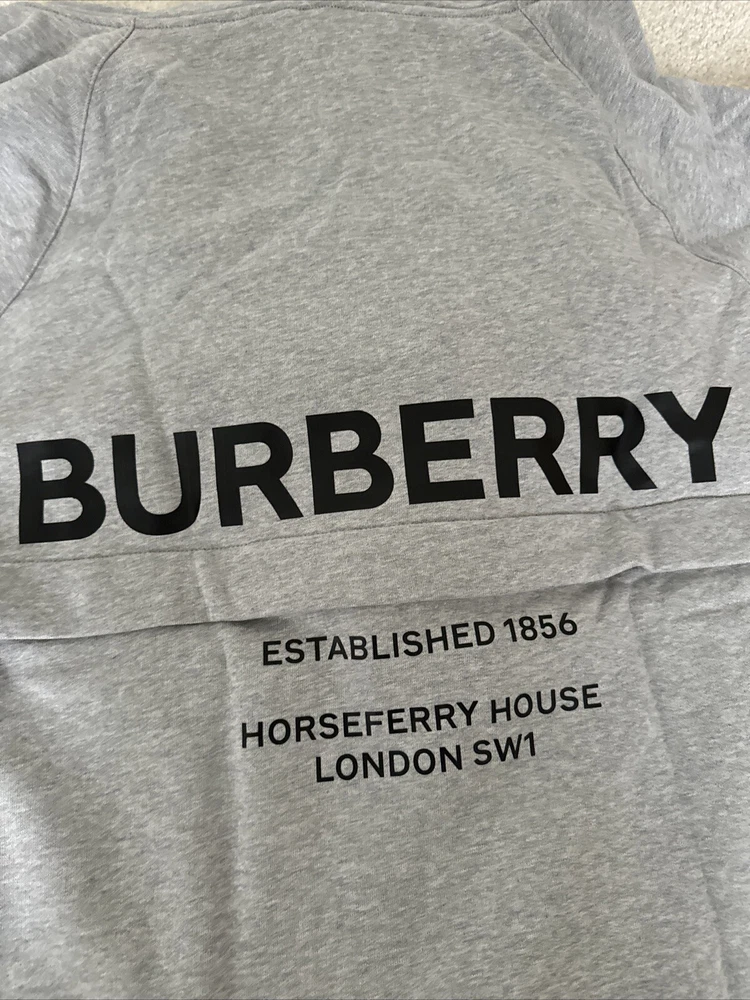 BURBERRY
ESTABLISHED 1856
HORSEFERRY HOUSE
LONDON SW1